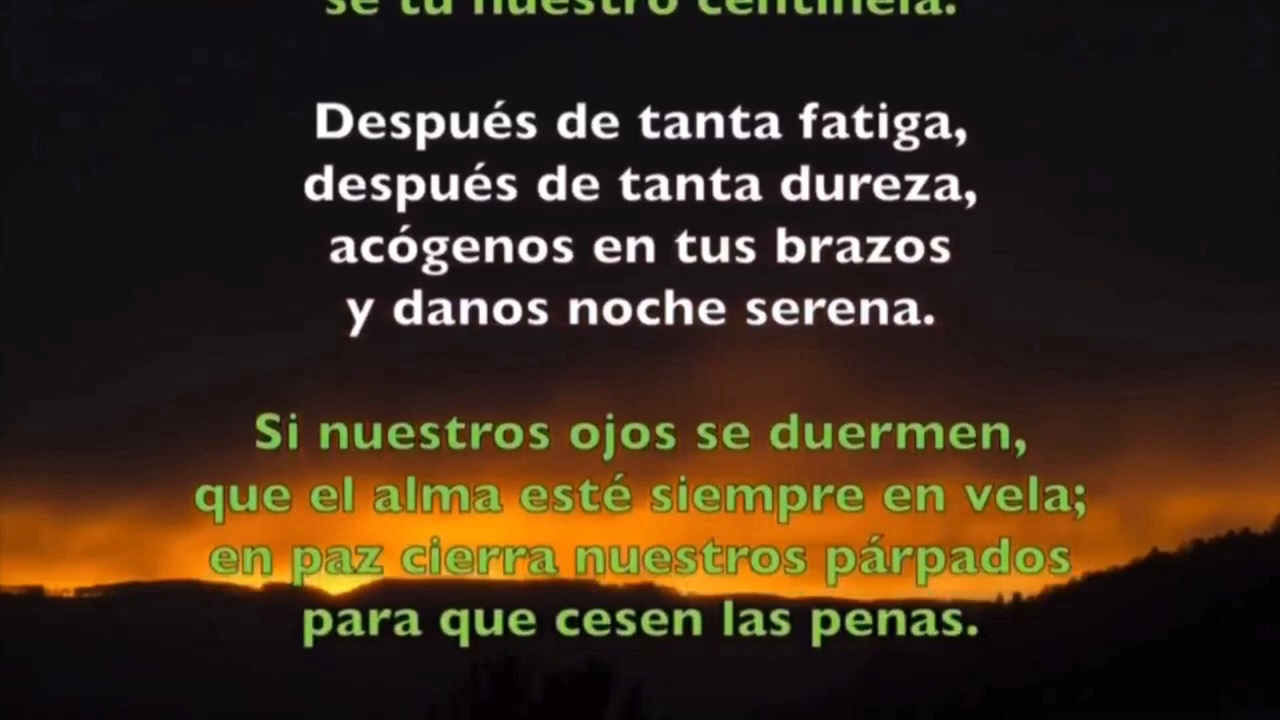 se tú nuestro centinela.
Después de tanta fatiga,
después de tanta dureza,
acógenos en tus brazos
y danos noche serena.
Si nuestros ojos se duermen,
que el alma esté siempre en vela;
en paz cierra nuestros párpados
para que cesen las penas.